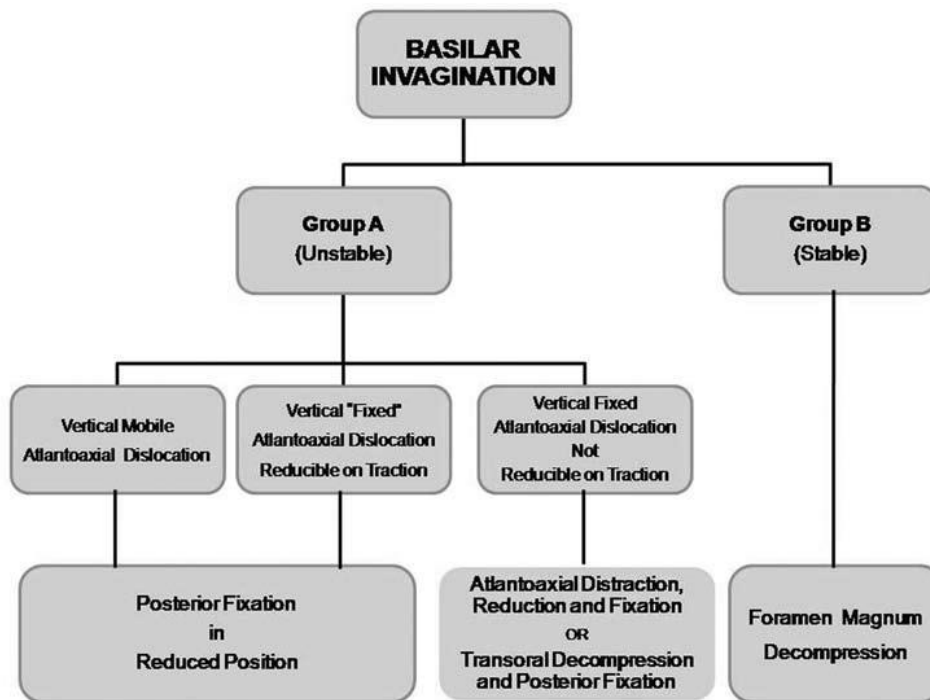 BASILAR
INVAGINATION
Group A
(Unstable)
Group B
(Stable)
Vertical Mobile
Atlantoaxial Dislocation
Vertical "Fixed"
Atlantoaxial Dislocation
Reducible on Traction
Vertical Fixed
Atlantoaxial Dislocation
Not
Reducible on Traction
Posterior Fixation
in
Reduced Position
Atlantoaxial Distraction,
Reduction and Fixation
OR
Transoral Decompression
and Posterior Fixation
Foramen Magnum
Decompression